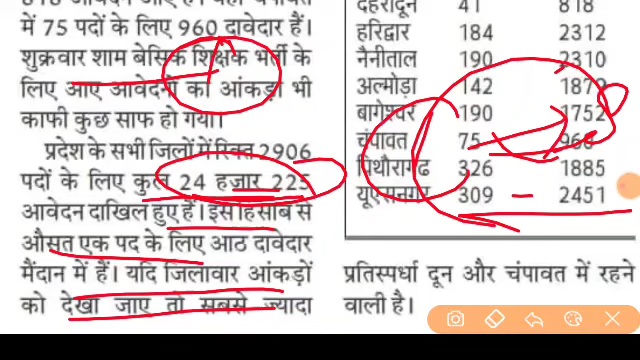 में 75 पदों के लिए 960 दावेदार हैं।
शुक्रवार शाम बेसिक शिक्षक भर्ती के
लिए आए आवेदनों की आंकड़ा भी
काफी कुछ साफ हो गया।
प्रदेश के सभी जिलों में रिक्त 2906
पदों के लिए कुल 24 हजार 225
आवेदन दाखिल हुए हैं। इस हिसाब से
औसत एक पद के लिए आठ दावेदार
मैंदान में हैं। यदि जिलावार आंकड़ों
को देखा जाए तो सबसे ज्यादा
देहरादून 41 818
हरिद्वार 184 2312
नैनीताल 190 2310
अल्मोड़ा 142 1872
बागेश्वर 190 1752
चंपावत 75 960
पिथौरागढ 326 1885
यूएसनगर 309 2451
प्रतिस्पर्धा दून और चंपावत में रहने
वाली है।